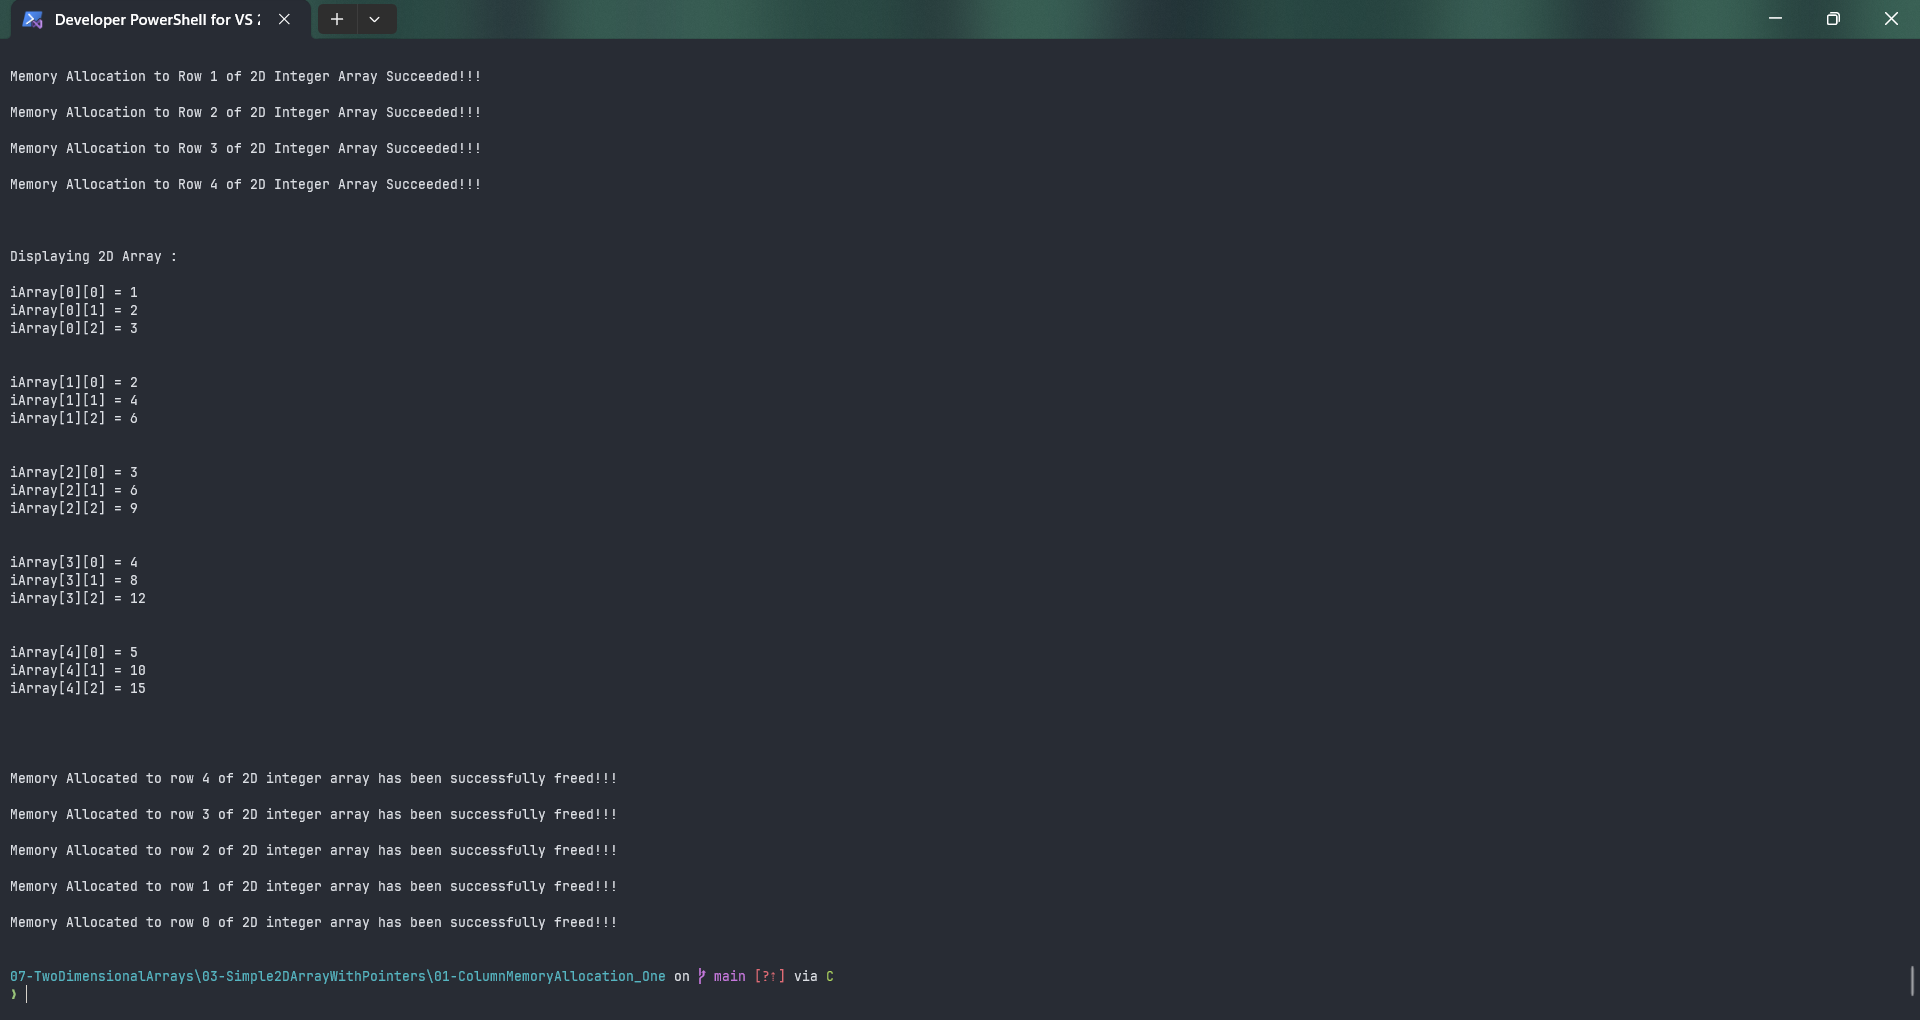 Developer PowerShell for VS
Memory Allocation to Row 1 of 2D Integer Array Succeeded!!!
Memory Allocation to Row 2 of 2D Integer Array Succeeded!!!
Memory Allocation to Row 3 of 2D Integer Array Succeeded!!!
Memory Allocation to Row 4 of 2D Integer Array Succeeded!!!
Displaying 2D Array :
iArray[0][0] = 1
iArray[0][1] = 2
iArray[0][2] = 3
iArray[1][0] = 2
iArray[1][1] = 4
iArray[1][2] = 6
iArray[2][0] = 3
iArray[2][1] = 6
iArray[2][2] = 9
iArray[3][0] = 4
iArray[3][1] = 8
iArray[3][2] = 12
iArray[4][0] = 5
iArray[4][1] = 10
iArray[4][2] = 15
Memory Allocated to row 4 of 2D integer array has been successfully freed!!!
Memory Allocated to row 3 of 2D integer array has been successfully freed!!!
Memory Allocated to row 2 of 2D integer array has been successfully freed!!!
Memory Allocated to row 1 of 2D integer array has been successfully freed!!!
Memory Allocated to row 0 of 2D integer array has been successfully freed!!!
07-TwoDimensionalArrays\03-Simple2DArrayWithPointers\01-ColumnMemoryAllocation_One on main [?↑] via C
❯